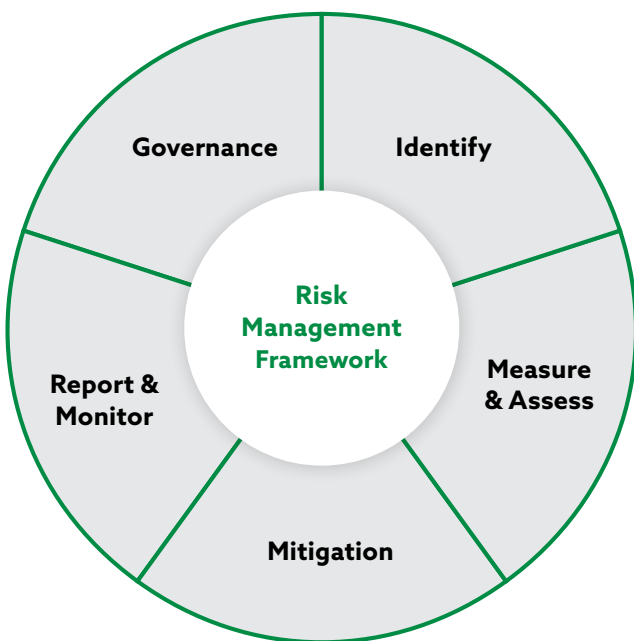 Governance
Identify
Risk
Management
Framework
Measure
& Assess
Report &
Monitor
Mitigation